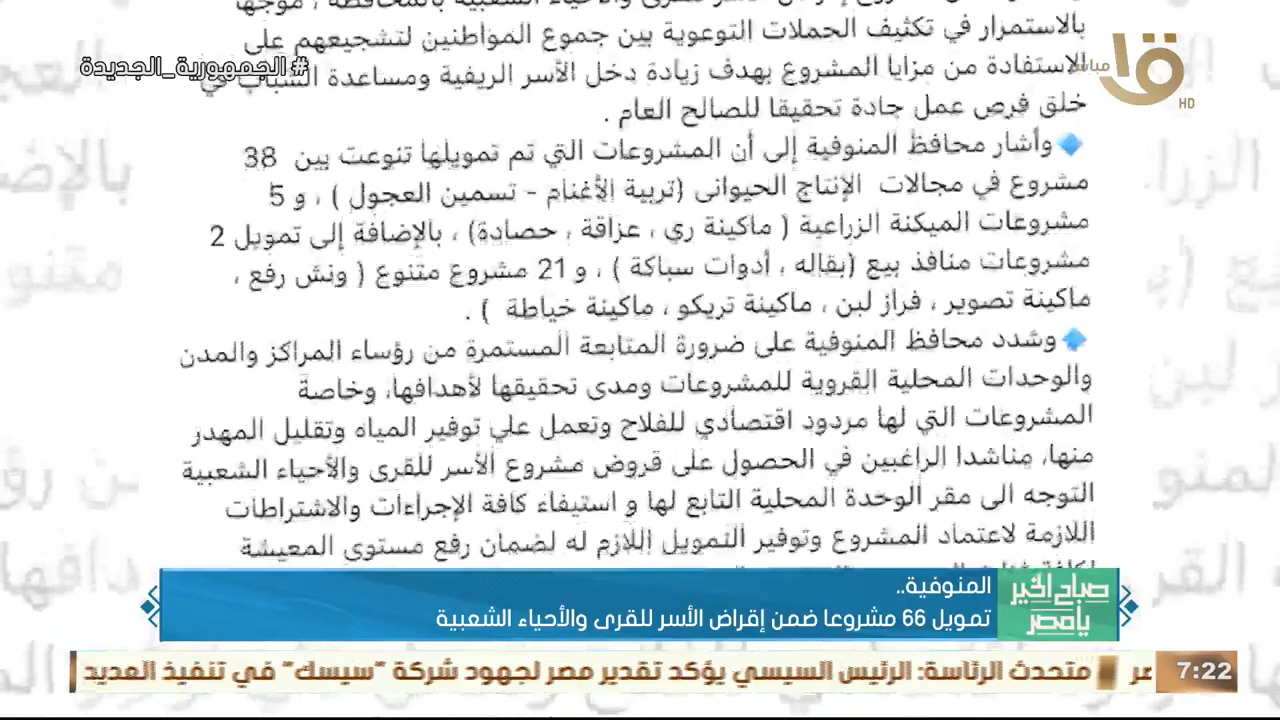 بالاستمرار في تكثيف الحملات التوعوية بين جموع المواطنين لتشجيعهم على
الاستفادة من مزايا المشروع بهدف زيادة دخل الأسر الريفية ومساعدة الشباب في
خلق فرص عمل جادة تحقيقا للصالح العام .
#الجمهورية_الجديدة
مباشر
HD
وأشار محافظ المنوفية إلى أن المشروعات التي تم تمويلها تنوعت بين 38
مشروع في مجالات الإنتاج الحيوانى (تربية الأغنام – تسمين العجول ) ، و 5
مشروعات الميكنة الزراعية ( ماكينة ري ، عزاقة ، حصادة) ، بالإضافة إلى تمويل 2
مشروعات منافذ بيع (بقاله ، أدوات سباكة ) ، و 21 مشروع متنوع ( ونش رفع ،
ماكينة تصوير ، فراز لبن ، ماكينة تريكو ، ماكينة خياطة ) .
وشدد محافظ المنوفية على ضرورة المتابعة المستمرة من رؤساء المراكز والمدن
والوحدات المحلية القروية للمشروعات ومدى تحقيقها لأهدافها، وخاصة
المشروعات التي لها مردود اقتصادي للفلاح وتعمل علي توفير المياه وتقليل المهدر
منها، مناشدا الراغبين في الحصول على قروض مشروع الأسر للقرى والأحياء الشعبية
التوجه الى مقر الوحدة المحلية التابع لها و استيفاء كافة الإجراءات والاشتراطات
اللازمة لاعتماد المشروع وتوفير التمويل اللازم له لضمان رفع مستوى المعيشة
صباح الخير
يا مصر
المنوفية..
تمويل 66 مشروعا ضمن إقراض الأسر للقرى والأحياء الشعبية
7:22
عر متحدث الرئاسة: الرئيس السيسي يؤكد تقدير مصر لجهود شركة "سيسك" في تنفيذ العديد